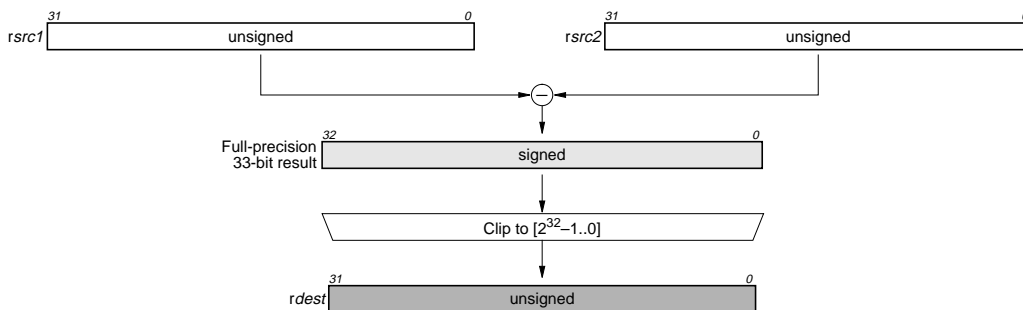 31 0 31
rsrc1 unsigned rsrc2 unsigned
−
32 0
Full-precision
33-bit result
signed
Clip to [2³²–1..0]
31 0
rdest unsigned